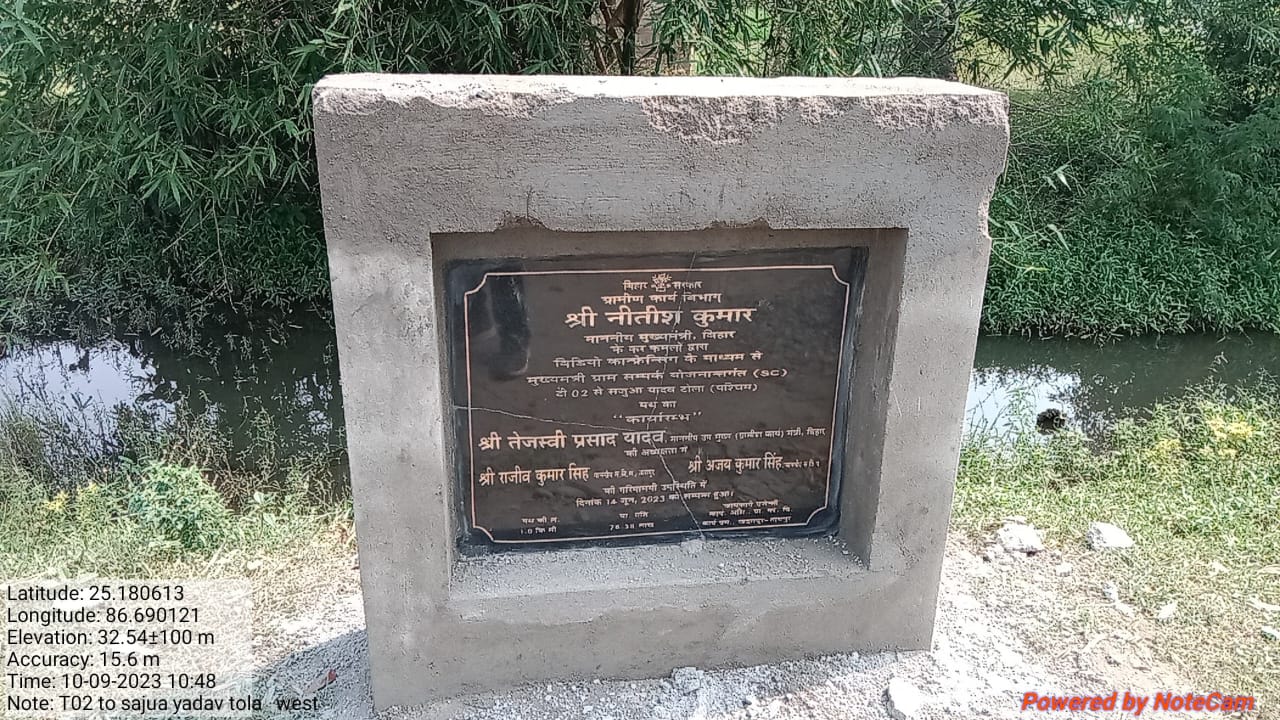 बिहार सरकार
ग्रामीण कार्य विभाग
श्री नीतीश कुमार
माननीय मुख्यमंत्री, बिहार
के कर कमलों द्वारा
विडियो कान्फ्रेन्सिंग के माध्यम से
मुख्यमंत्री ग्राम सम्पर्क योजनान्तर्गत (SC)
टी 02 से सजुआ यादव टोला (पश्चिम)
पथ का
"कार्यारम्भ"
श्री तेजस्वी प्रसाद यादव, माननीय उप मुख्य (ग्रामीण कार्य) मंत्री, बिहार
की अध्यक्षता में
श्री राजीव कुमार सिंह श्री अजय कुमार सिंह
की गरिमामयी उपस्थिति में
दिनांक 14 जून, 2023 को सम्पन्न हुआ।
पथ की ल. राशि कार्यकारी एजेन्सी
1.0 कि मी 76.38 लाख
Latitude: 25.180613
Longitude: 86.690121
Elevation: 32.54±100 m
Accuracy: 15.6 m
Time: 10-09-2023 10:48
Note: T02 to sajua yadav tola west
Powered by NoteCam